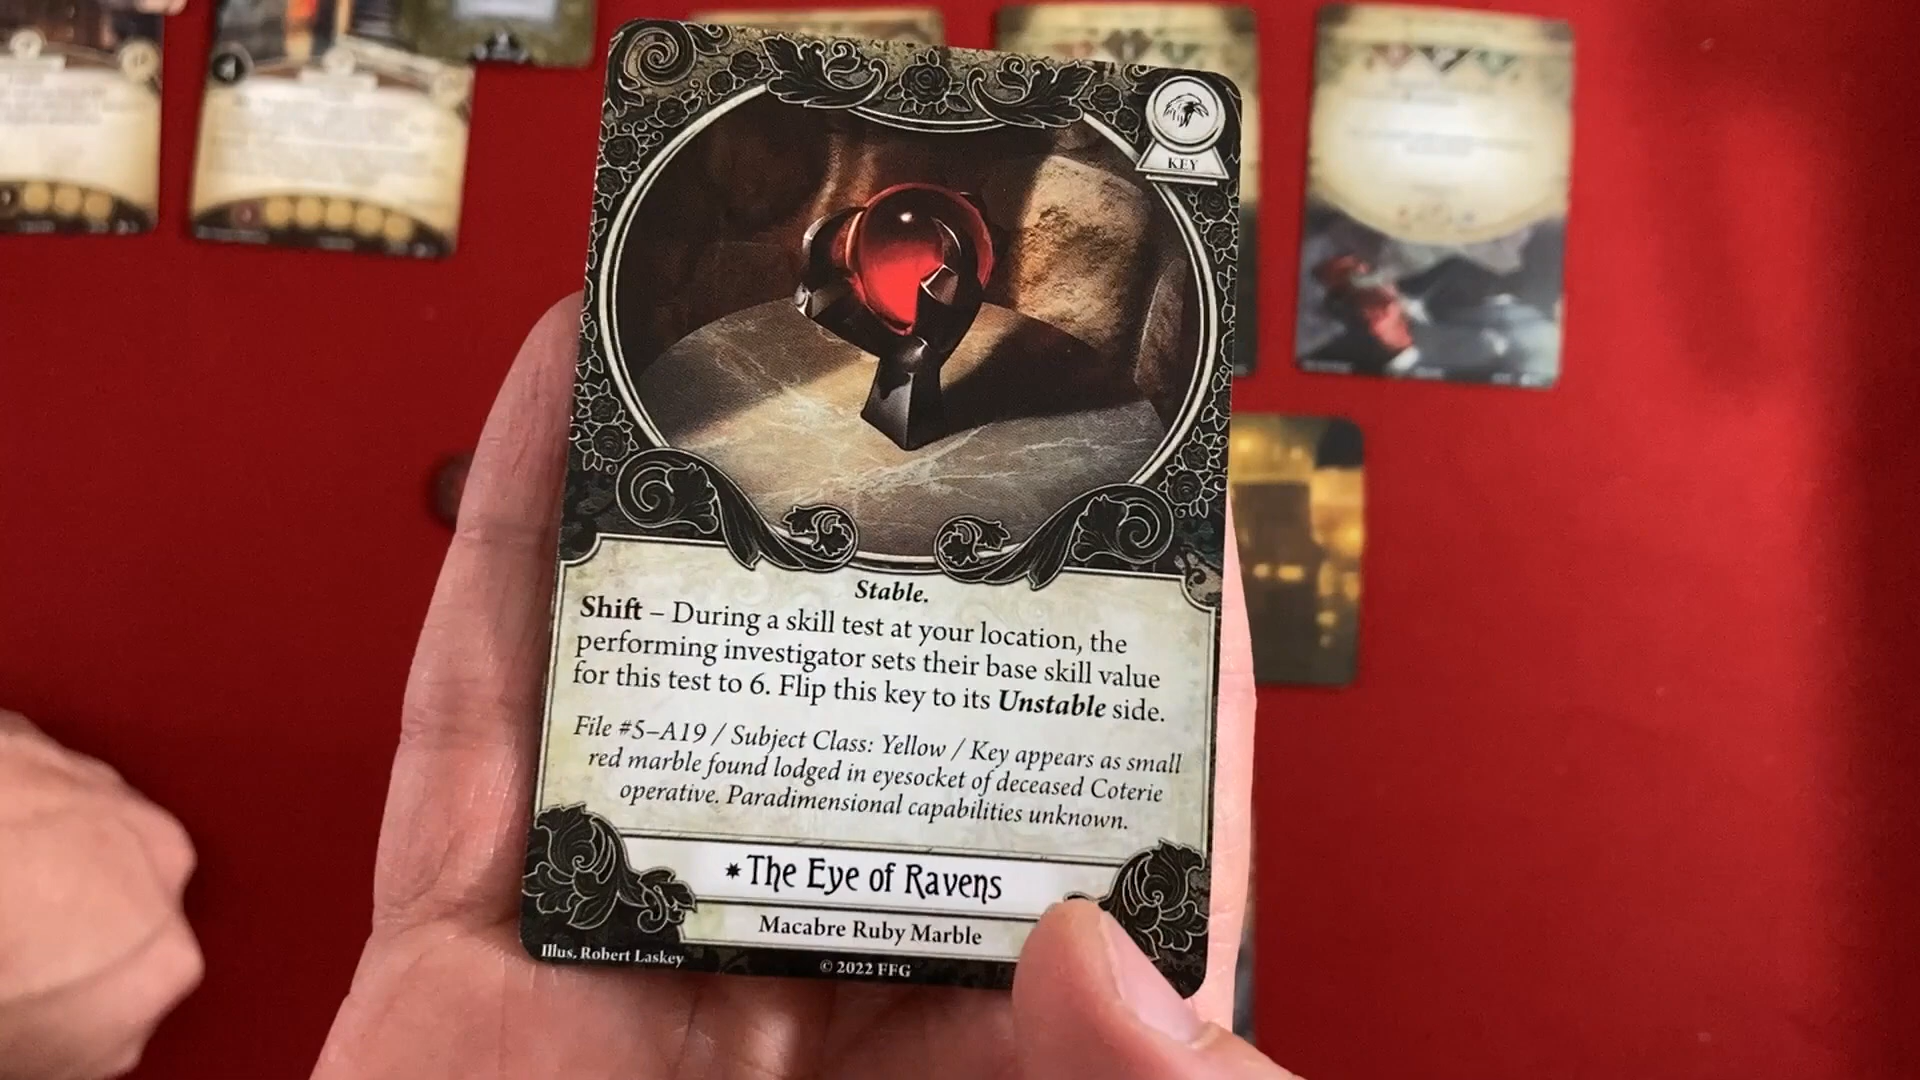 KEY
Stable.
Shift – During a skill test at your location, the
performing investigator sets their base skill value
for this test to 6. Flip this key to its Unstable side.
File #5–A19 / Subject Class: Yellow / Key appears as small
red marble found lodged in eyesocket of deceased Coterie
operative. Paradimensional capabilities unknown.
*The Eye of Ravens
Macabre Ruby Marble
Illus. Robert Laskey
© 2022 FFG